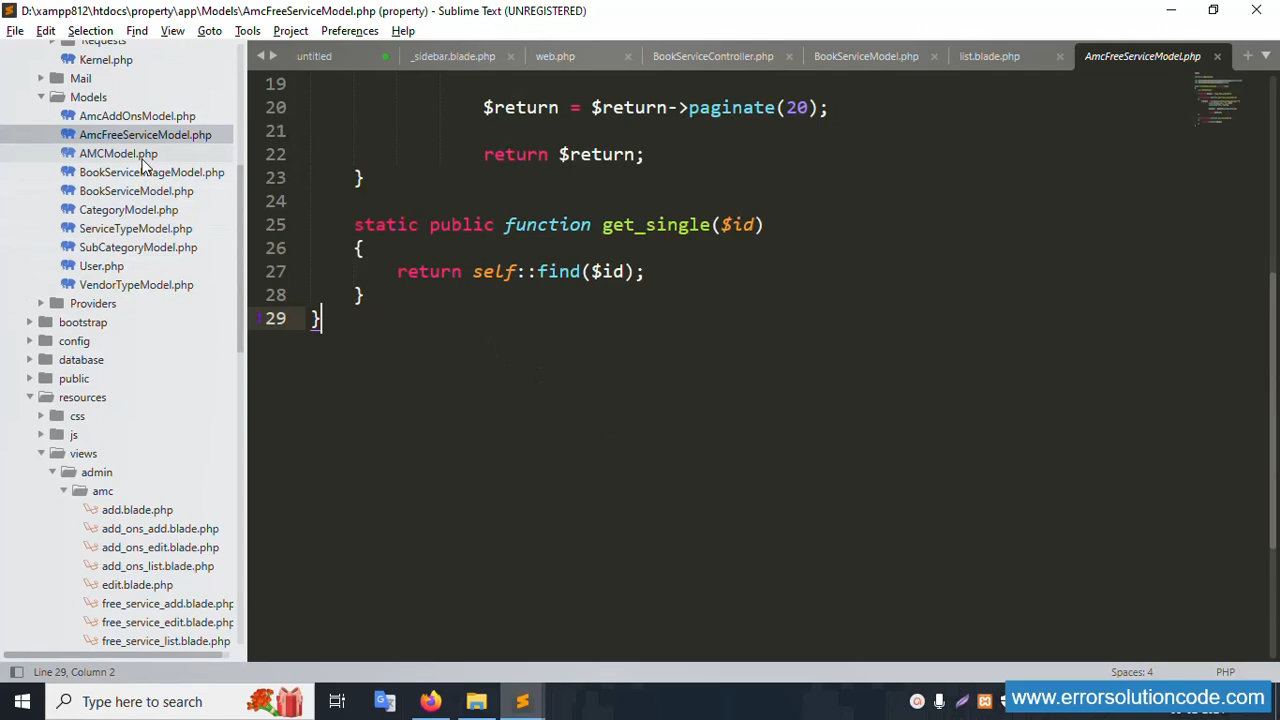 D:\xampp812\htdocs\property\app\Models\AmcFreeServiceModel.php (property) - Sublime Text (UNREGISTERED)
File Edit Selection Find View Goto Tools Project Preferences Help
untitled _sidebar.blade.php web.php BookServiceController.php BookServiceModel.php list.blade.php AmcFreeServiceModel.php
Requests
Kernel.php
Mail
Models
AmcAddOnsModel.php
AmcFreeServiceModel.php
AMCModel.php
BookServiceImageModel.php
BookServiceModel.php
CategoryModel.php
ServiceTypeModel.php
SubCategoryModel.php
User.php
VendorTypeModel.php
Providers
bootstrap
config
database
public
resources
css
js
views
admin
amc
add.blade.php
add_ons_add.blade.php
add_ons_edit.blade.php
add_ons_list.blade.php
edit.blade.php
free_service_add.blade.php
free_service_edit.blade.php
free_service_list.blade.php
19
20 $return = $return->paginate(20);
21
22 return $return;
23 }
24
25 static public function get_single($id)
26 {
27 return self::find($id);
28 }
29 }
Line 29, Column 2
Spaces: 4
PHP
Type here to search
www.errorsolutioncode.com